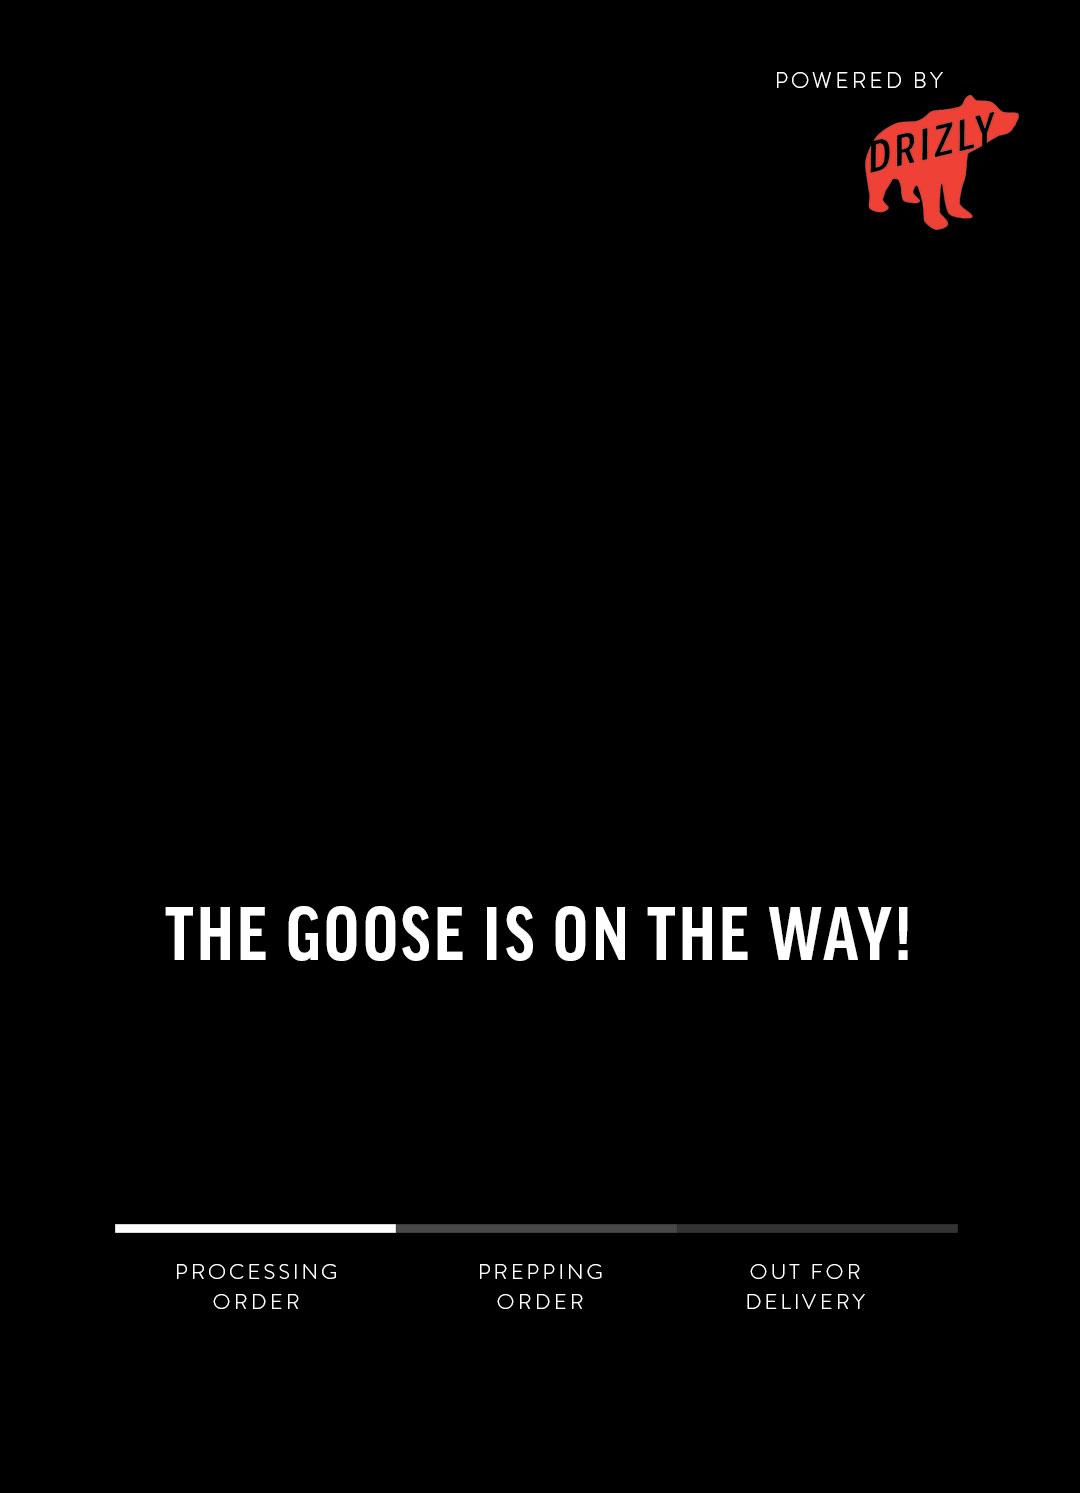 POWERED BY
DRIZLY
THE GOOSE IS ON THE WAY!
PROCESSING
ORDER
PREPPING
ORDER
OUT FOR
DELIVERY